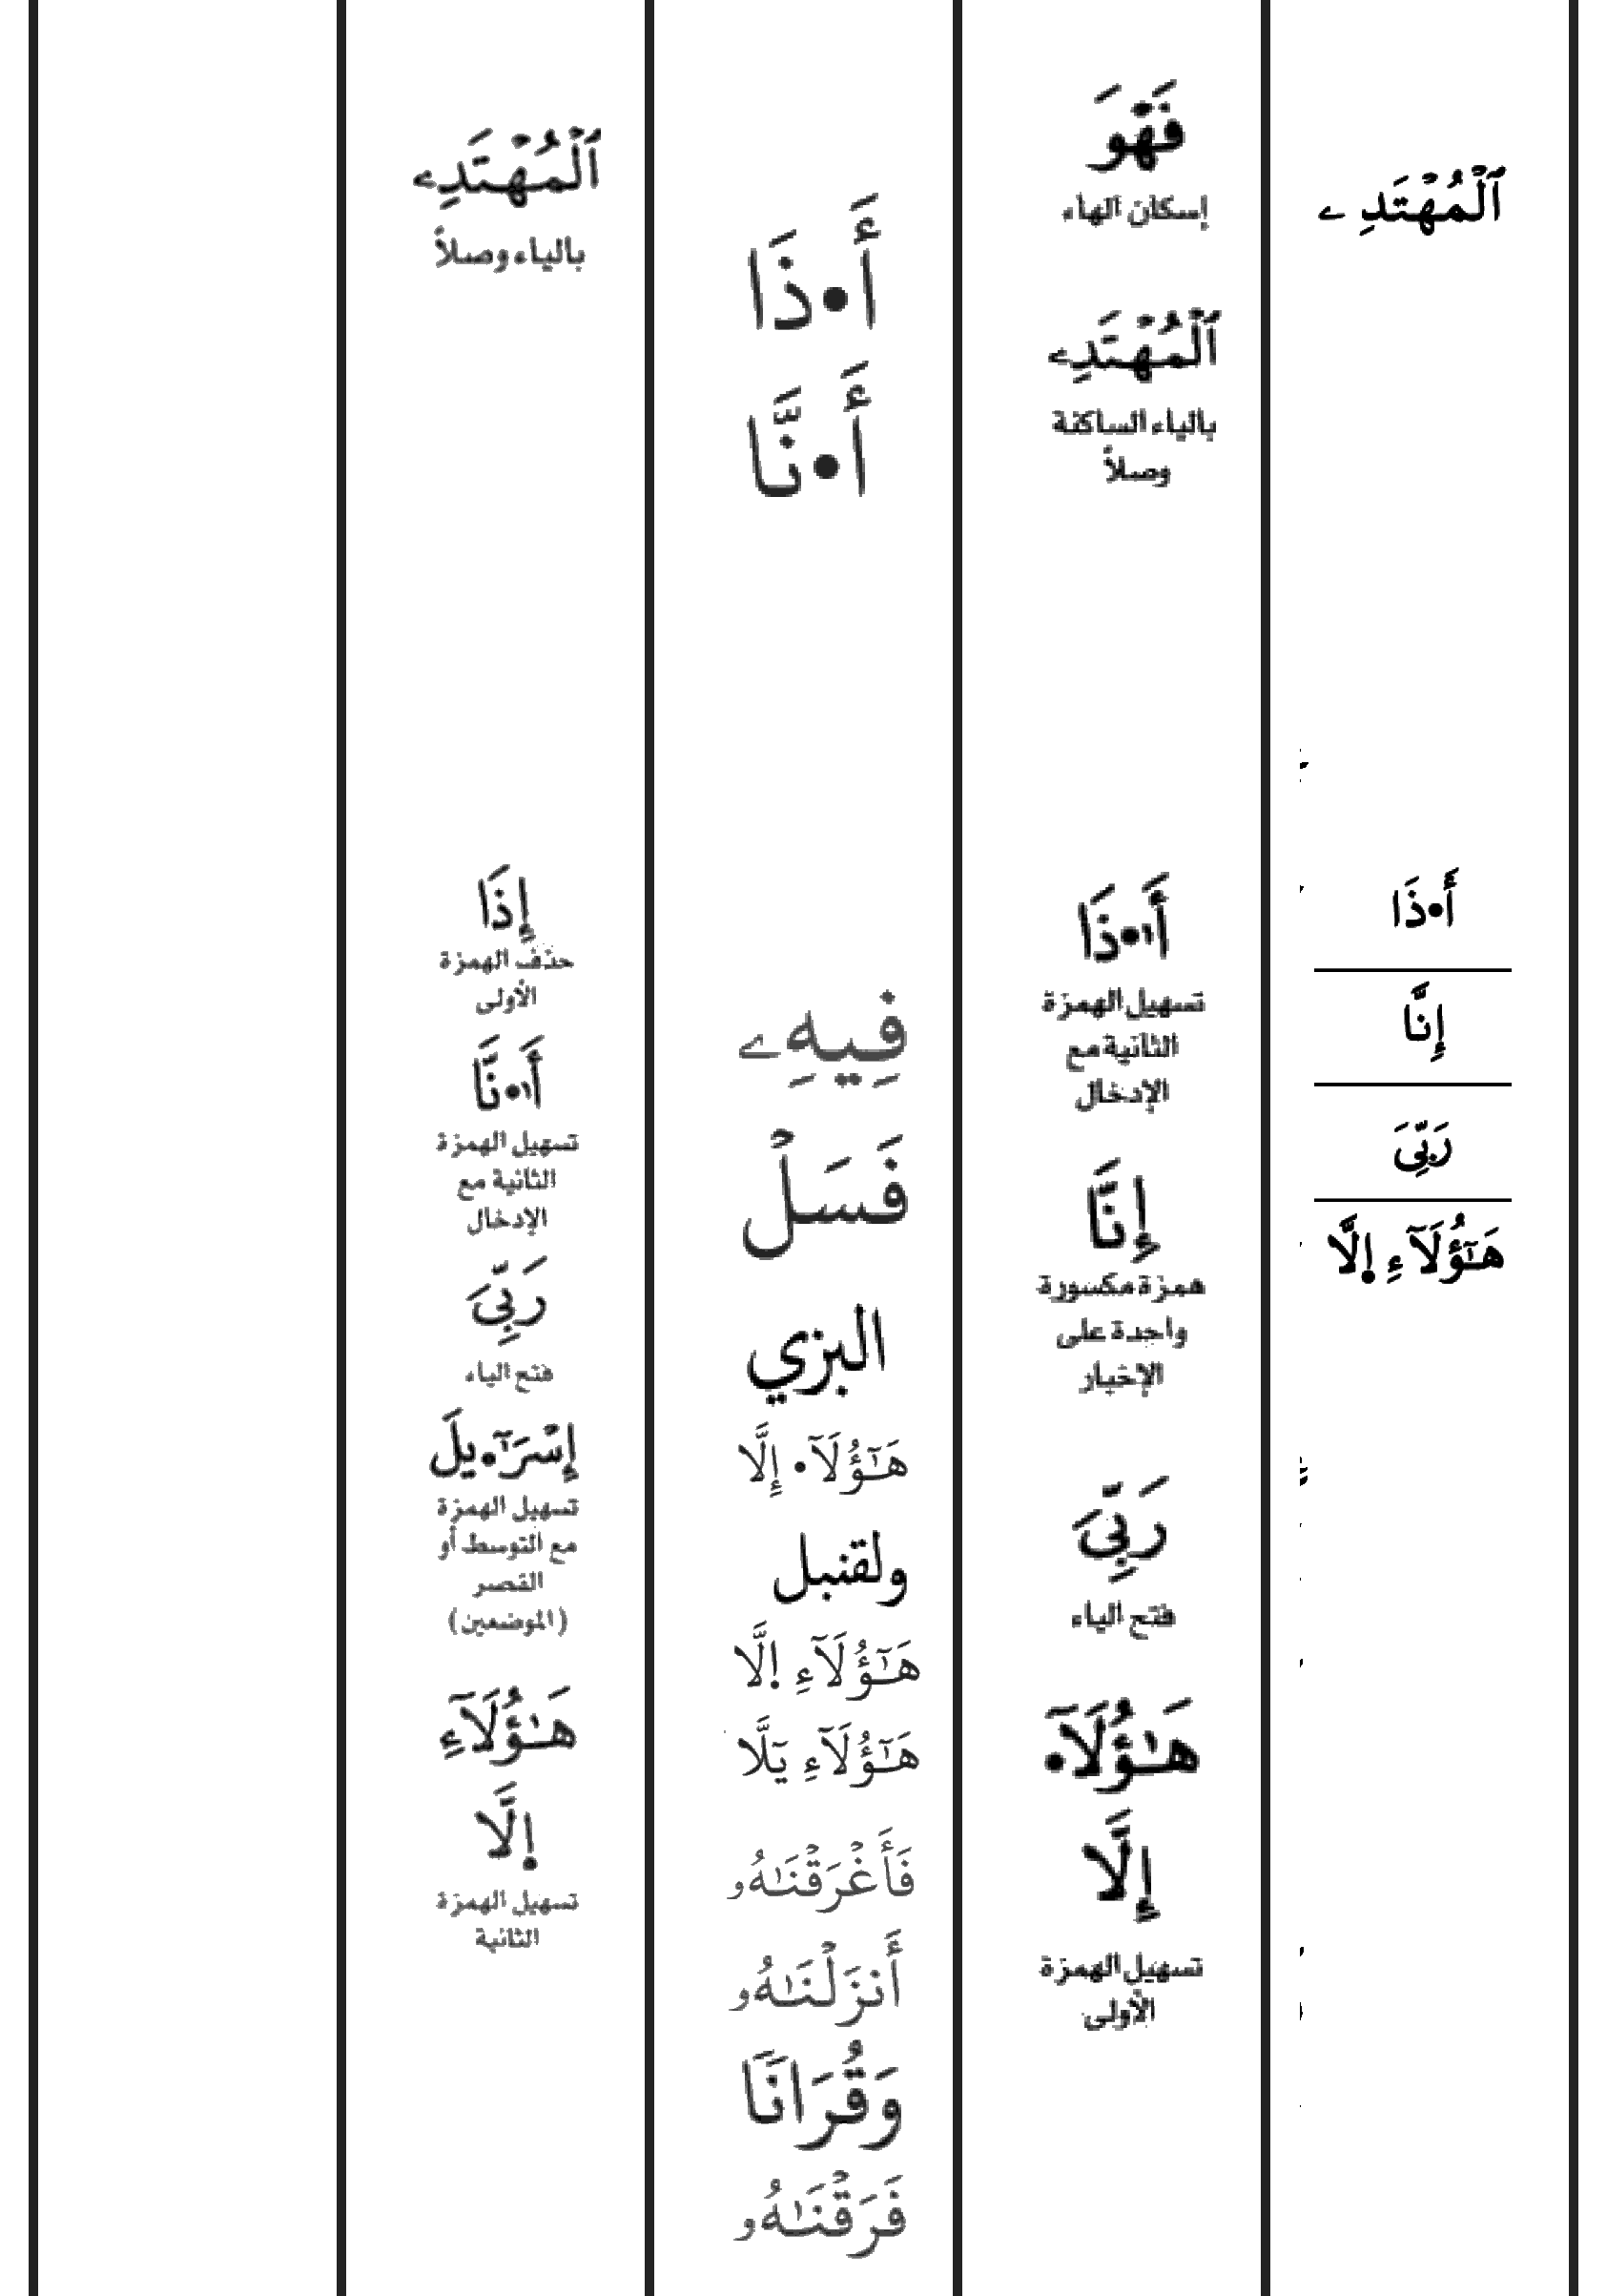 ٱلۡمُهۡتَدِۦ
أَ•ذَا
إِنَّا
رَبِّيَ
هَٰٓؤُلَآءِ ا۪لَّا
فَهۡوَ
إسكان الهاء
ٱلۡمُهۡتَدِۦ
بالياء الساكنة
وصلاً
أَا•ذَا
تسهيل الهمزة
الثانية مع
الإدخال
إِنَّا
همزة مكسورة
واحدة على
الإخبار
رَبِّيَ
فتح الياء
هَٰٓؤُلَآ•
إِلَّا
تسهيل الهمزة
الأولى
أَ•ذَا
أَ•نَّا
فِيهِۦ
فَسَلۡ
البزي
هَٰٓؤُلَآ• إِلَّا
ولقنبل
هَٰٓؤُلَآءِ ا۪لَّا
هَٰٓؤُلَآءِ يٓلَّا
فَأَغۡرَقۡنَٰهُۥ
أَنزَلۡنَٰهُۥ
وَقُرَانٗا
فَرَقۡنَٰهُۥ
ٱلۡمُهۡتَدِۦ
بالياء وصلاً
إِذَا
حذف الهمزة
الأولى
أَا•نَّا
تسهيل الهمزة
الثانية مع
الإدخال
رَبِّيَ
فتح الياء
إِسۡرَآ•يلَ
تسهيل الهمزة
مع التوسط أو
القصر
(الموضعين)
هَٰٓؤُلَآءِ
ا۪لَّا
تسهيل الهمزة
الثانية